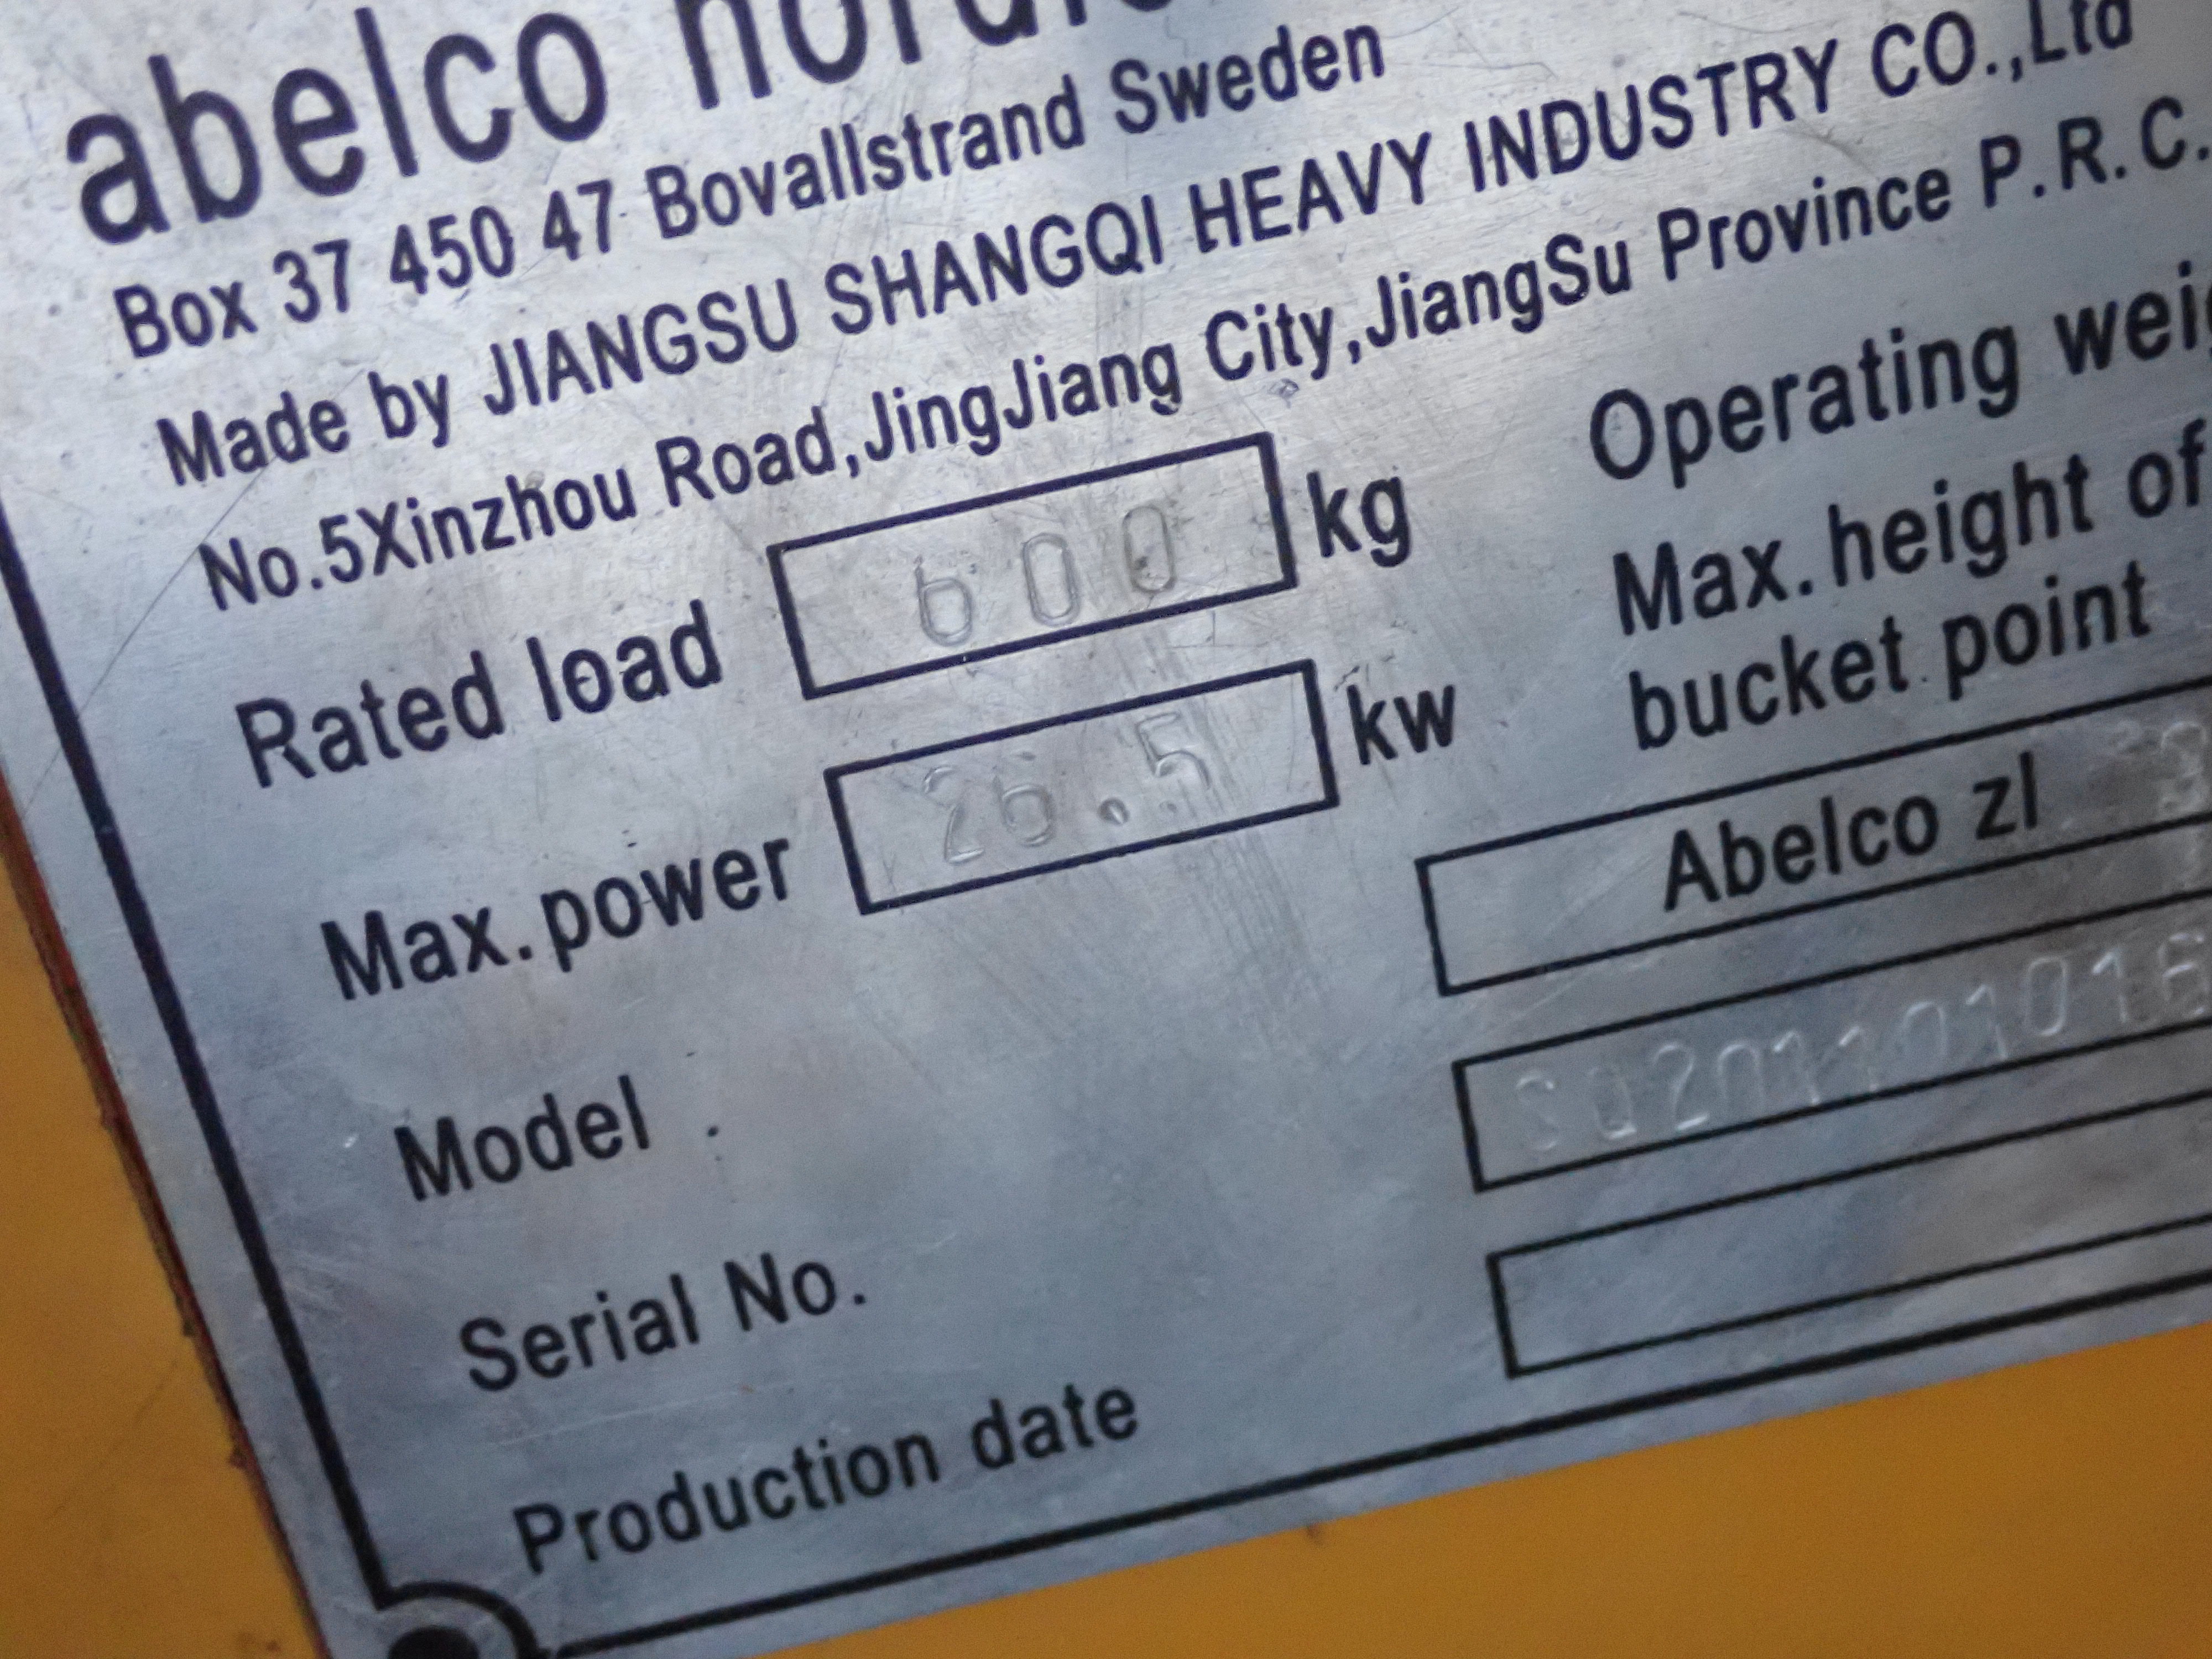 abelco
Box 37 450 47 Bovallstrand Sweden
Made by JIANGSU SHANGQI HEAVY INDUSTRY CO.,Ltd
No.5Xinzhou Road,JingJiang City,JiangSu Province P.R.C.
Rated load 600 kg
Operating
Max. power 26.5 kw
Max. height of
bucket point
Model Abelco zl
Serial No.
Production date